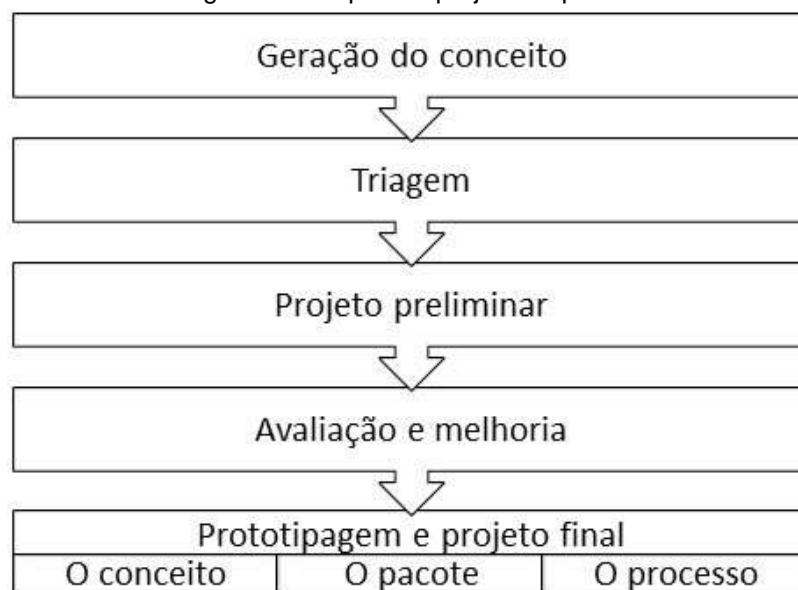 Geração do conceito
Triagem
Projeto preliminar
Avaliação e melhoria
Prototipagem e projeto final
O conceito O pacote O processo